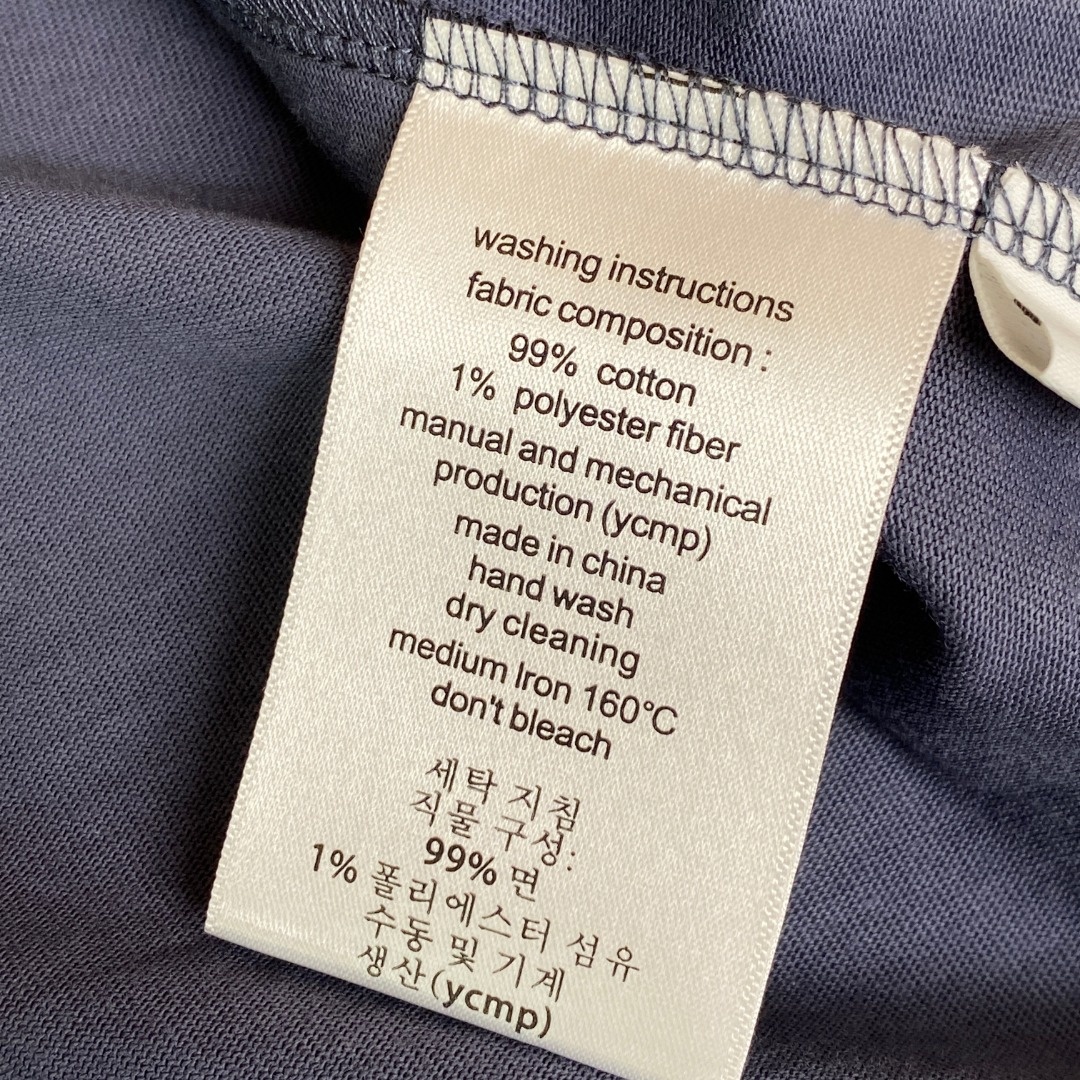 washing instructions
fabric composition :
99% cotton
1% polyester fiber
manual and mechanical
production (ycmp)
made in china
hand wash
dry cleaning
medium Iron 160℃
don't bleach
세탁 지침
직물 구성:
99% 면
1% 폴리에스터 섬유
수동 및 기계
생산(ycmp)